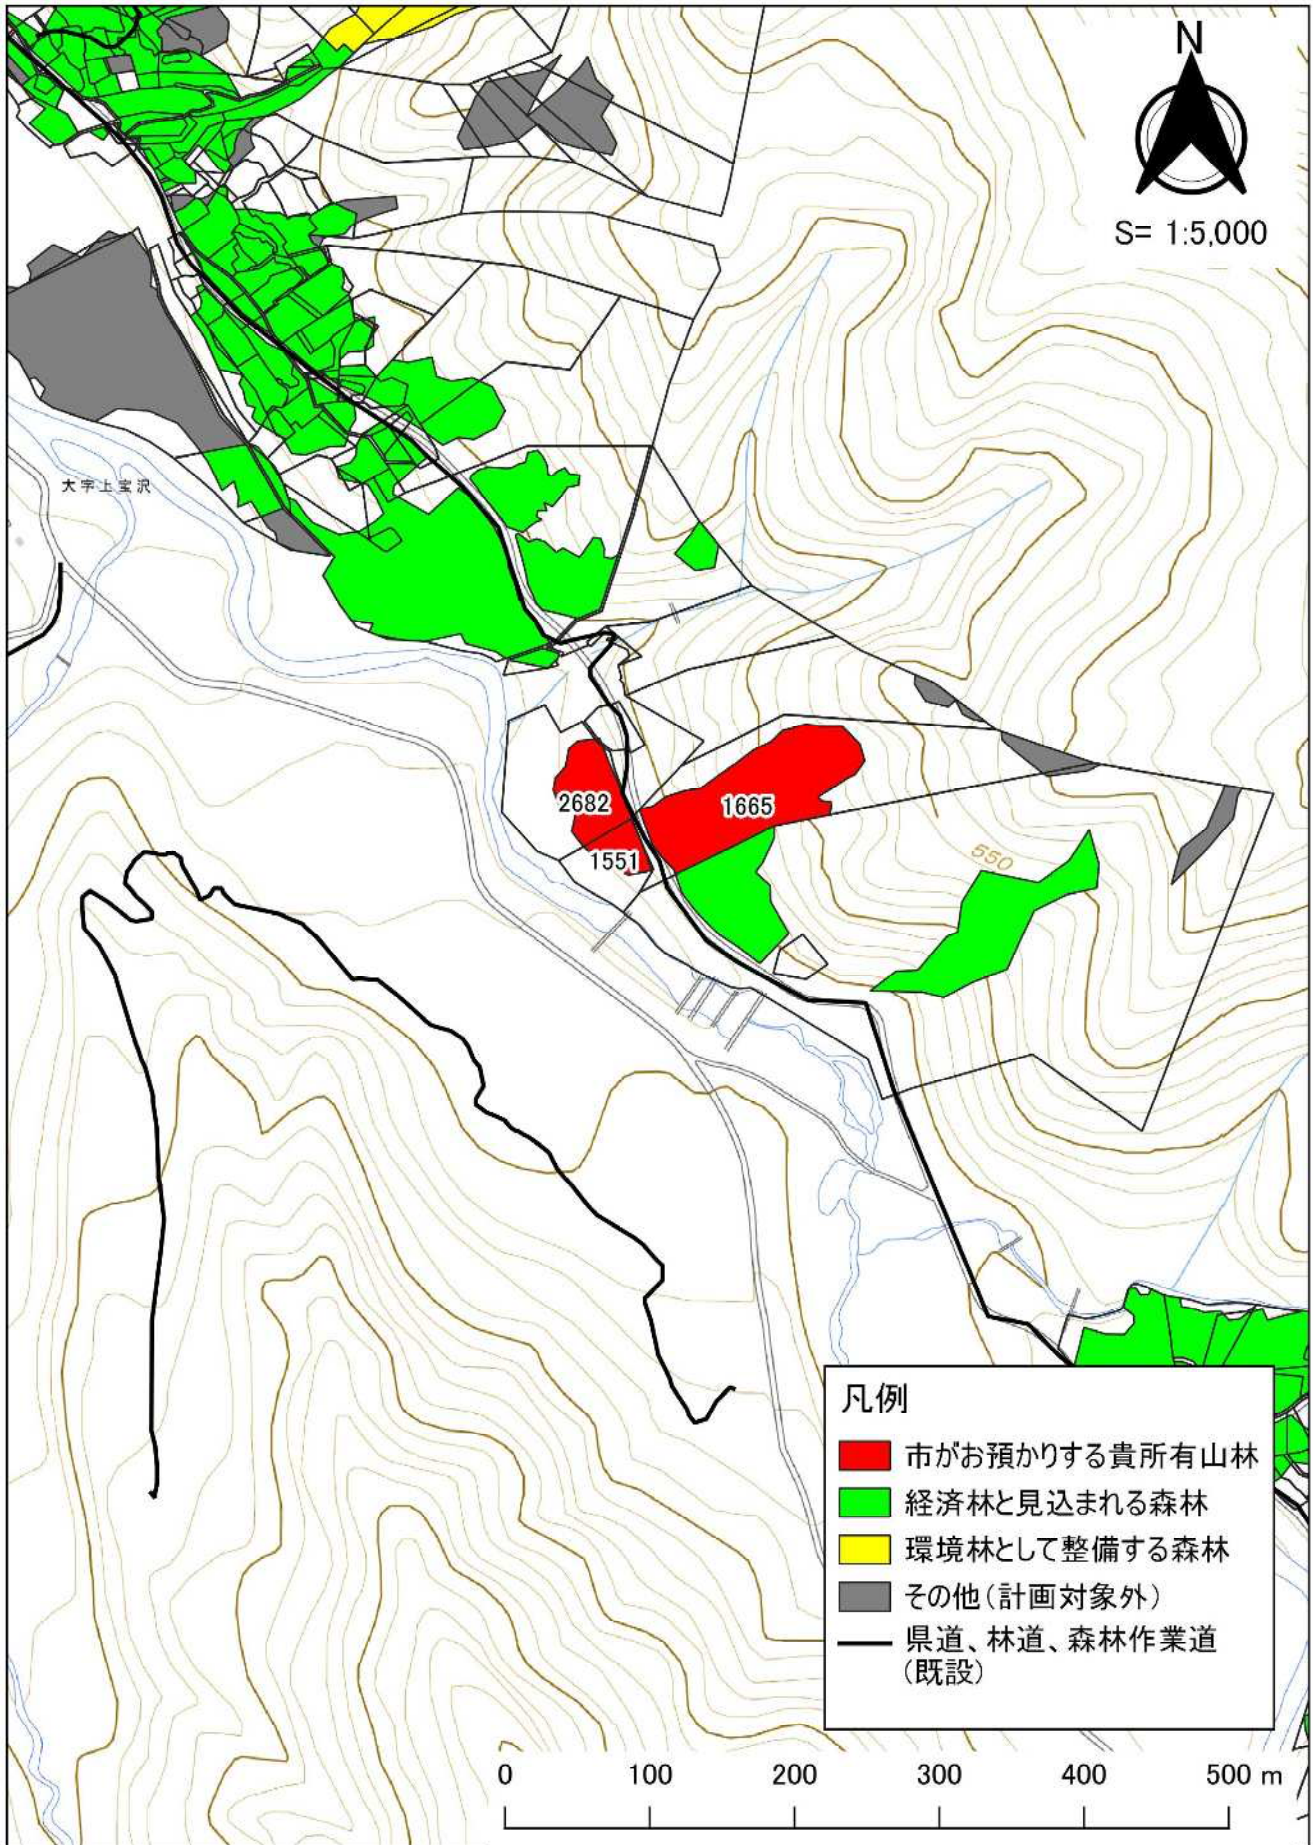 N
S= 1:5,000
大字上宝沢
2682
1665
1551
550
凡例
市がお預かりする貴所有山林
経済林と見込まれる森林
環境林として整備する森林
その他(計画対象外)
県道、林道、森林作業道
(既設)
0 100 200 300 400 500 m